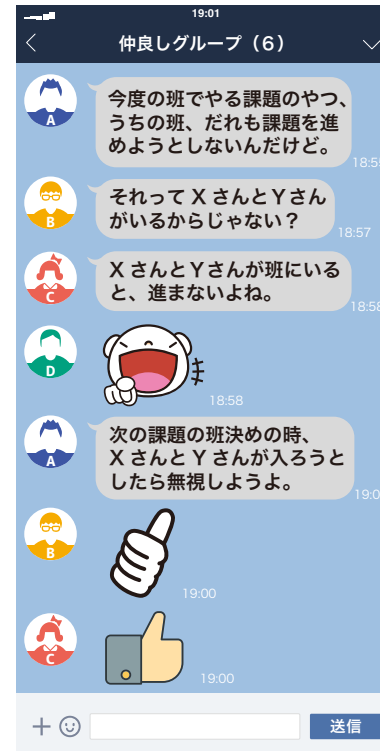 19:01
仲良しグループ（6）
A
今度の班でやる課題のやつ、
うちの班、だれも課題を進
めようとしないんだけど。
B
それって X さんとYさん
がいるからじゃない？
18:57
C
X さんとYさんが班にいる
と、進まないよね。
D
18:58
A
次の課題の班決めの時、
X さんと Y さんが入ろうと
したら無視しようよ。
B
19:00
C
19:00
送信